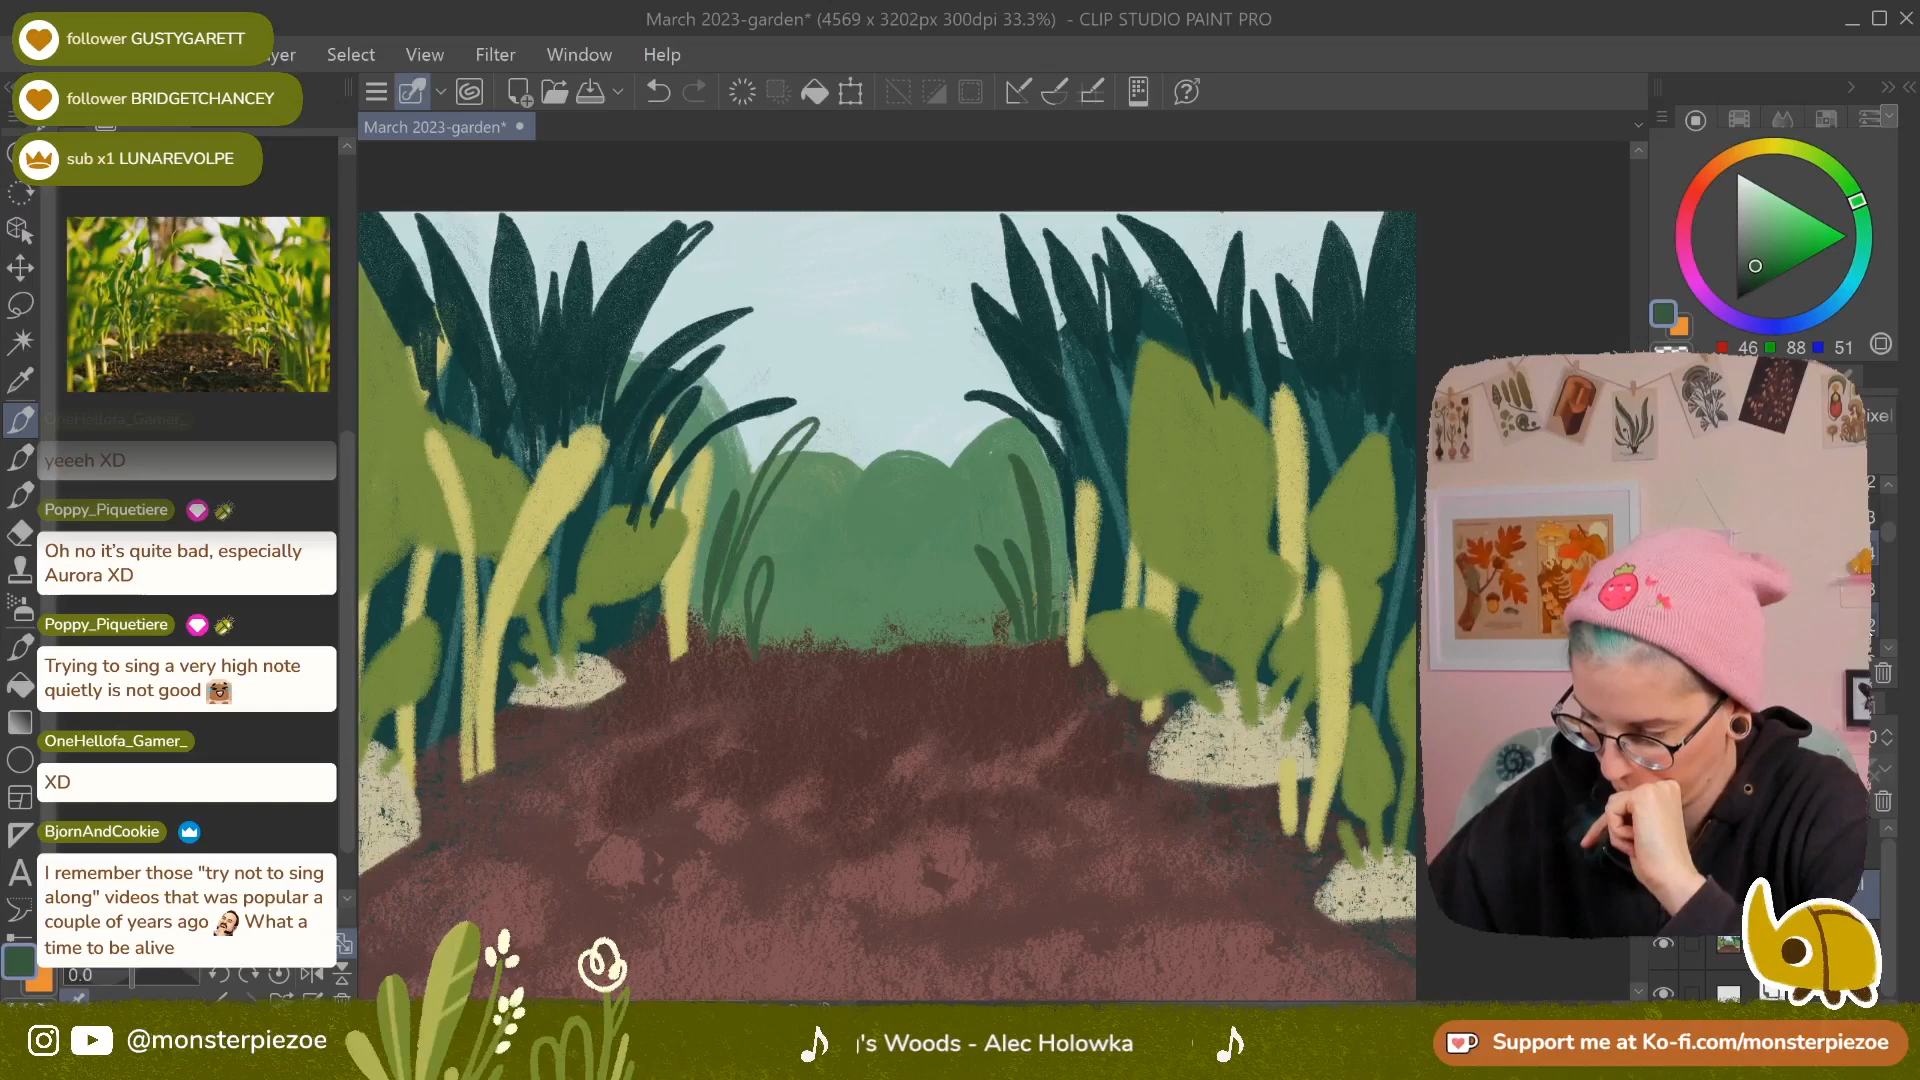 March 2023-garden* (4569 x 3202px 300dpi 33.3%) - CLIP STUDIO PAINT PRO
follower GUSTYGARETT
yer Select View Filter Window Help
follower BRIDGETCHANCEY
March 2023-garden*
sub x1 LUNAREVOLPE
46 88 51
OneHellofa_Gamer_
yeeeh XD
Poppy_Piquetiere
Oh no it's quite bad, especially
Aurora XD
Poppy_Piquetiere
Trying to sing a very high note
quietly is not good
OneHellofa_Gamer_
XD
BjornAndCookie
I remember those "try not to sing
along" videos that was popular a
couple of years ago What a
time to be alive
0.0
ixel
@monsterpiezoe
's Woods - Alec Holowka
Support me at Ko-fi.com/monsterpiezoe